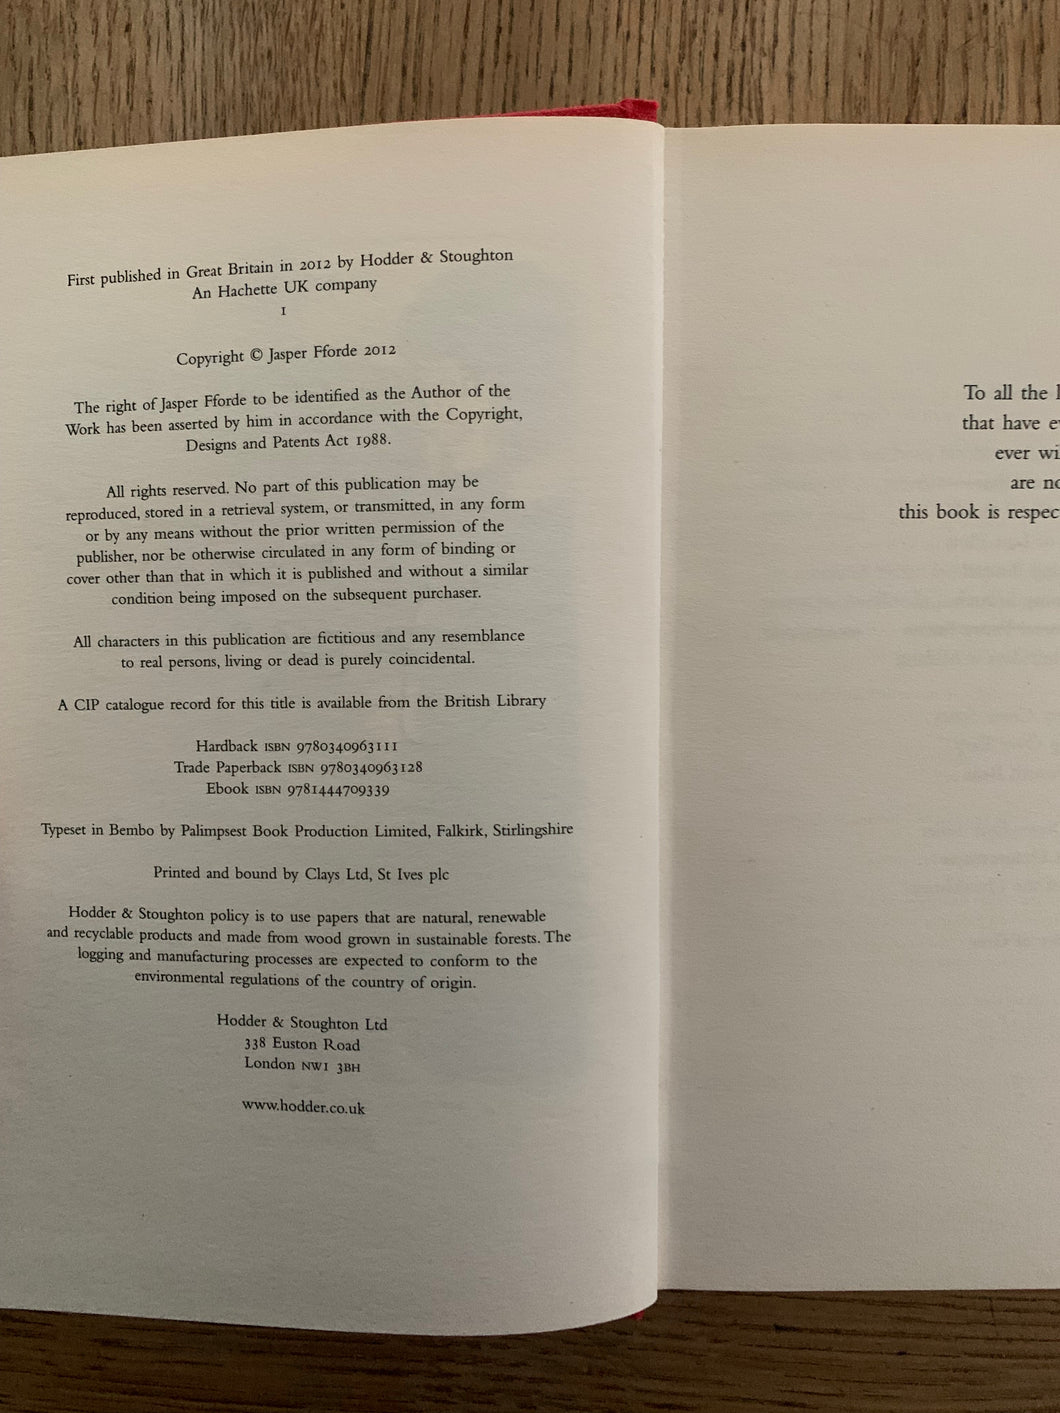 First published in Great Britain in 2012 by Hodder & Stoughton
An Hachette UK company
1
Copyright © Jasper Fforde 2012
The right of Jasper Fforde to be identified as the Author of the
Work has been asserted by him in accordance with the Copyright,
Designs and Patents Act 1988.
All rights reserved. No part of this publication may be
reproduced, stored in a retrieval system, or transmitted, in any form
or by any means without the prior written permission of the
publisher, nor be otherwise circulated in any form of binding or
cover other than that in which it is published and without a similar
condition being imposed on the subsequent purchaser.
All characters in this publication are fictitious and any resemblance
to real persons, living or dead is purely coincidental.
A CIP catalogue record for this title is available from the British Library
Hardback ISBN 9780340963111
Trade Paperback ISBN 9780340963128
Ebook ISBN 9781444709339
Typeset in Bembo by Palimpsest Book Production Limited, Falkirk, Stirlingshire
Printed and bound by Clays Ltd, St Ives plc
Hodder & Stoughton policy is to use papers that are natural, renewable
and recyclable products and made from wood grown in sustainable forests. The
logging and manufacturing processes are expected to conform to the
environmental regulations of the country of origin.
Hodder & Stoughton Ltd
338 Euston Road
London NW1 3BH
www.hodder.co.uk
To all the
that have
ever
are
this book is